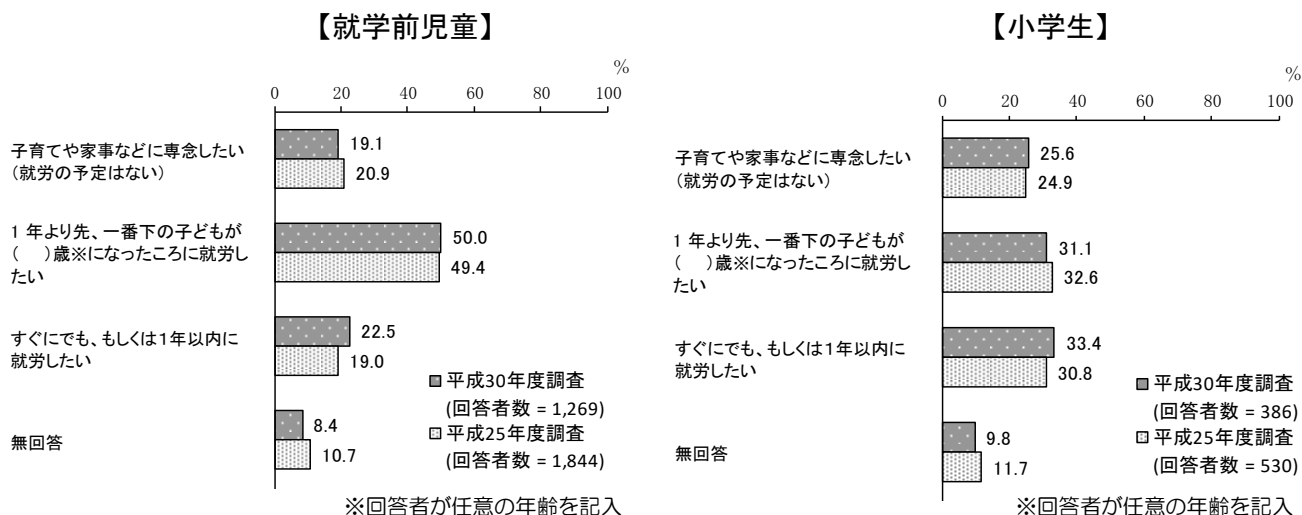 【就学前児童】
%
0 20 40 60 80 100
子育てや家事などに専念したい
(就労の予定はない)
19.1
20.9
1 年より先、一番下の子どもが
(　)歳※になったころに就労し
たい
50.0
49.4
すぐにでも、もしくは1年以内に
就労したい
22.5
19.0
無回答
8.4
10.7
平成30年度調査
(回答者数 = 1,269)
平成25年度調査
(回答者数 = 1,844)
※回答者が任意の年齢を記入
【小学生】
%
0 20 40 60 80 100
子育てや家事などに専念したい
(就労の予定はない)
25.6
24.9
1 年より先、一番下の子どもが
(　)歳※になったころに就労し
たい
31.1
32.6
すぐにでも、もしくは1年以内に
就労したい
33.4
30.8
無回答
9.8
11.7
平成30年度調査
(回答者数 = 386)
平成25年度調査
(回答者数 = 530)
※回答者が任意の年齢を記入